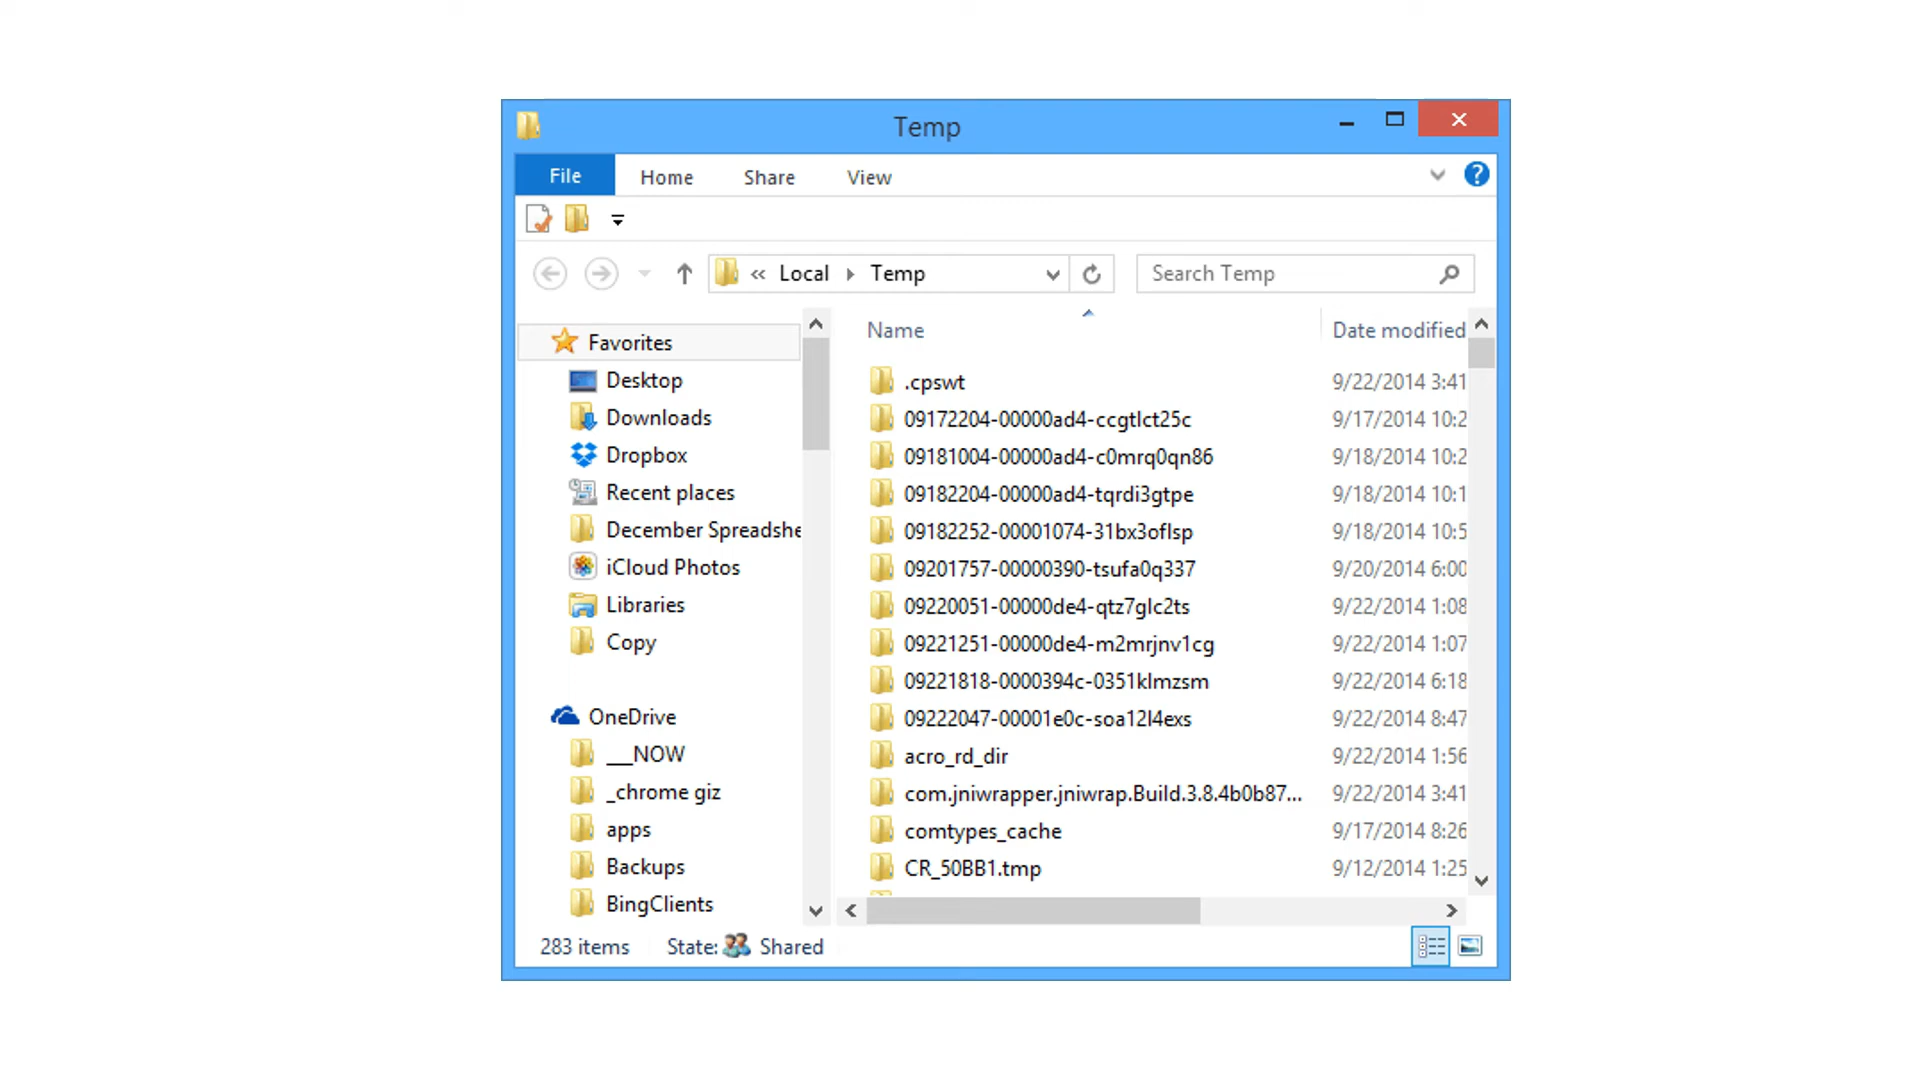 Temp
File Home Share View
« Local Temp
Search Temp
Favorites
Desktop
Downloads
Dropbox
Recent places
December Spreadshe
iCloud Photos
Libraries
Copy
OneDrive
___NOW
_chrome giz
apps
Backups
BingClients
Name Date modified
.cpswt 9/22/2014 3:41
09172204-00000ad4-ccgtlct25c 9/17/2014 10:2
09181004-00000ad4-c0mrq0qn86 9/18/2014 10:2
09182204-00000ad4-tqrdi3gtpe 9/18/2014 10:1
09182252-00001074-31bx3oflsp 9/18/2014 10:5
09201757-00000390-tsufa0q337 9/20/2014 6:00
09220051-00000de4-qtz7glc2ts 9/22/2014 1:08
09221251-00000de4-m2mrjnv1cg 9/22/2014 1:07
09221818-0000394c-0351klmzsm 9/22/2014 6:18
09222047-00001e0c-soa12l4exs 9/22/2014 8:47
acro_rd_dir 9/22/2014 1:56
com.jniwrapper.jniwrap.Build.3.8.4b0b87... 9/22/2014 3:41
comtypes_cache 9/17/2014 8:26
CR_50BB1.tmp 9/12/2014 1:25
283 items State: Shared